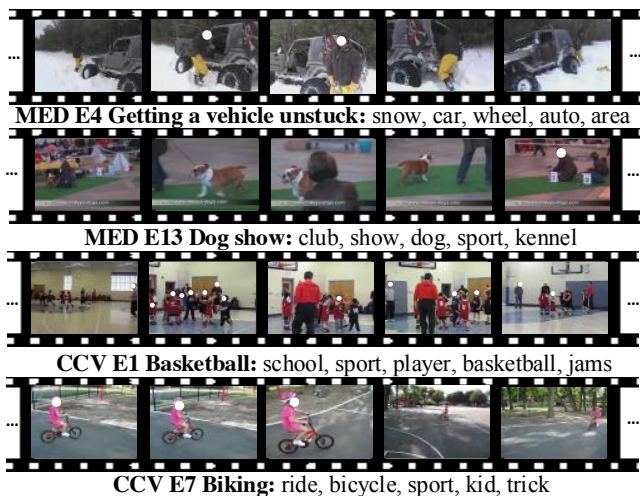 MED E4 Getting a vehicle unstuck: snow, car, wheel, auto, area
MED E13 Dog show: club, show, dog, sport, kennel
CCV E1 Basketball: school, sport, player, basketball, jams
CCV E7 Biking: ride, bicycle, sport, kid, trick